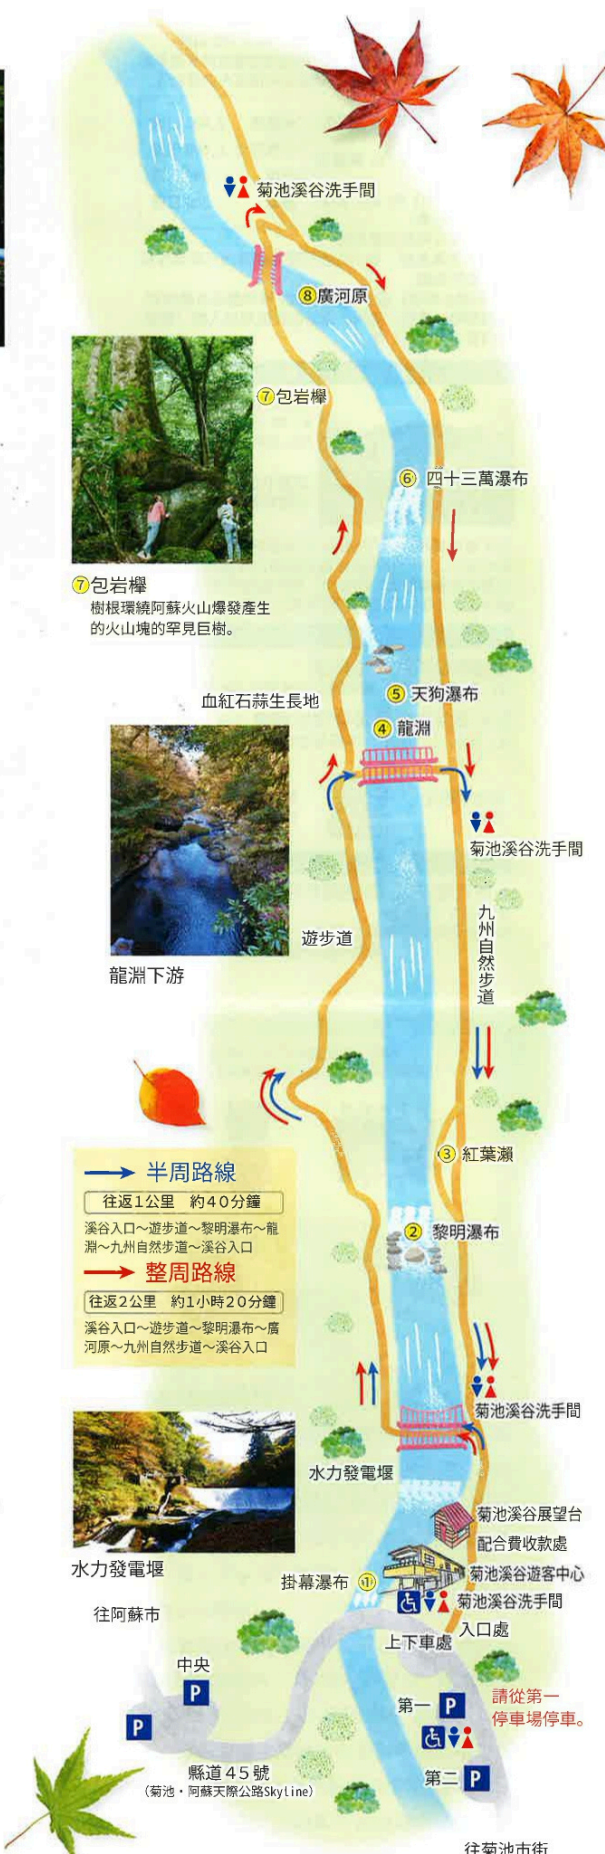 菊池溪谷洗手間
⑧廣河原
⑦包岩櫸
⑥ 四十三萬瀑布
⑦包岩櫸
樹根環繞阿蘇火山爆發產生
的火山塊的罕見巨樹。
⑤ 天狗瀑布
血紅石蒜生長地
④ 龍淵
菊池溪谷洗手間
九州自然步道
遊步道
龍淵下游
③ 紅葉瀨
半周路線
往返1公里 約40分鐘
溪谷入口～遊步道～黎明瀑布～龍
淵～九州自然步道～溪谷入口
② 黎明瀑布
整周路線
往返2公里 約1小時20分鐘
溪谷入口～遊步道～黎明瀑布～廣
河原～九州自然步道～溪谷入口
菊池溪谷洗手間
水力發電堰
菊池溪谷展望台
配合費收款處
水力發電堰
菊池溪谷遊客中心
掛幕瀑布 ①
菊池溪谷洗手間
往阿蘇市
入口處
上下車處
中央
P
P
第一 P
請從第一
停車場停車。
縣道45號
(菊池・阿蘇天際公路Skyline)
第二 P
往菊池市街